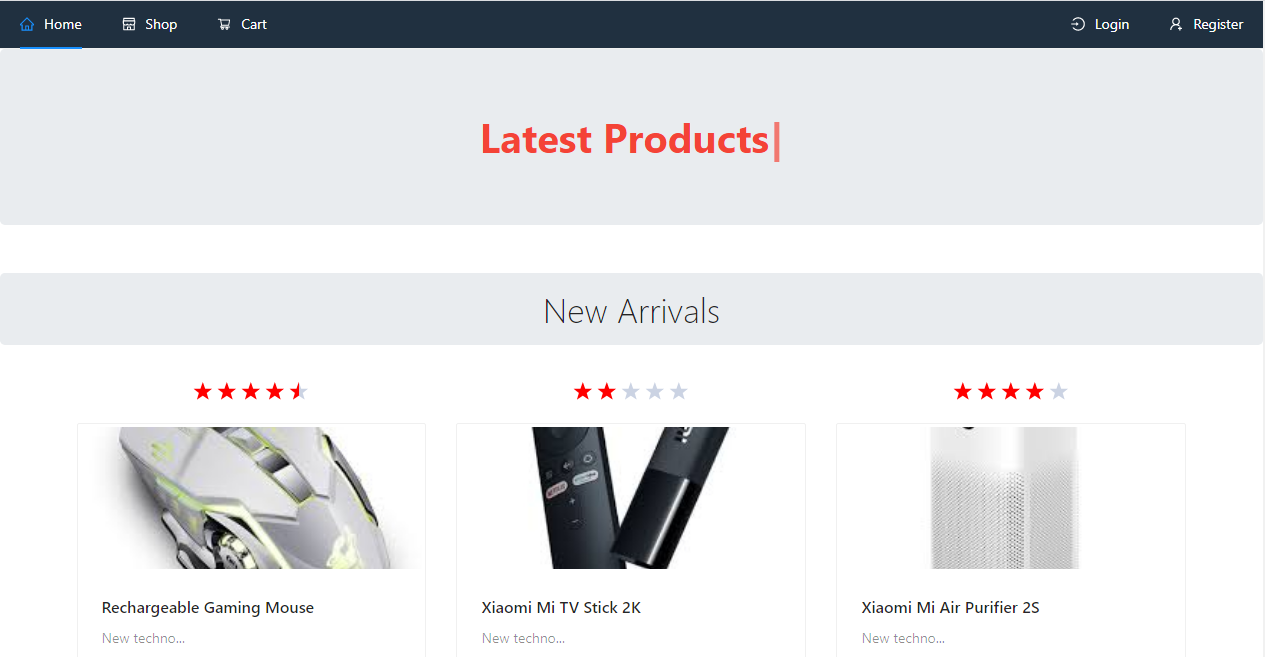 Home Shop Cart Login Register
Latest Products
New Arrivals
Rechargeable Gaming Mouse
New techno...
Xiaomi Mi TV Stick 2K
New techno...
Xiaomi Mi Air Purifier 2S
New techno...